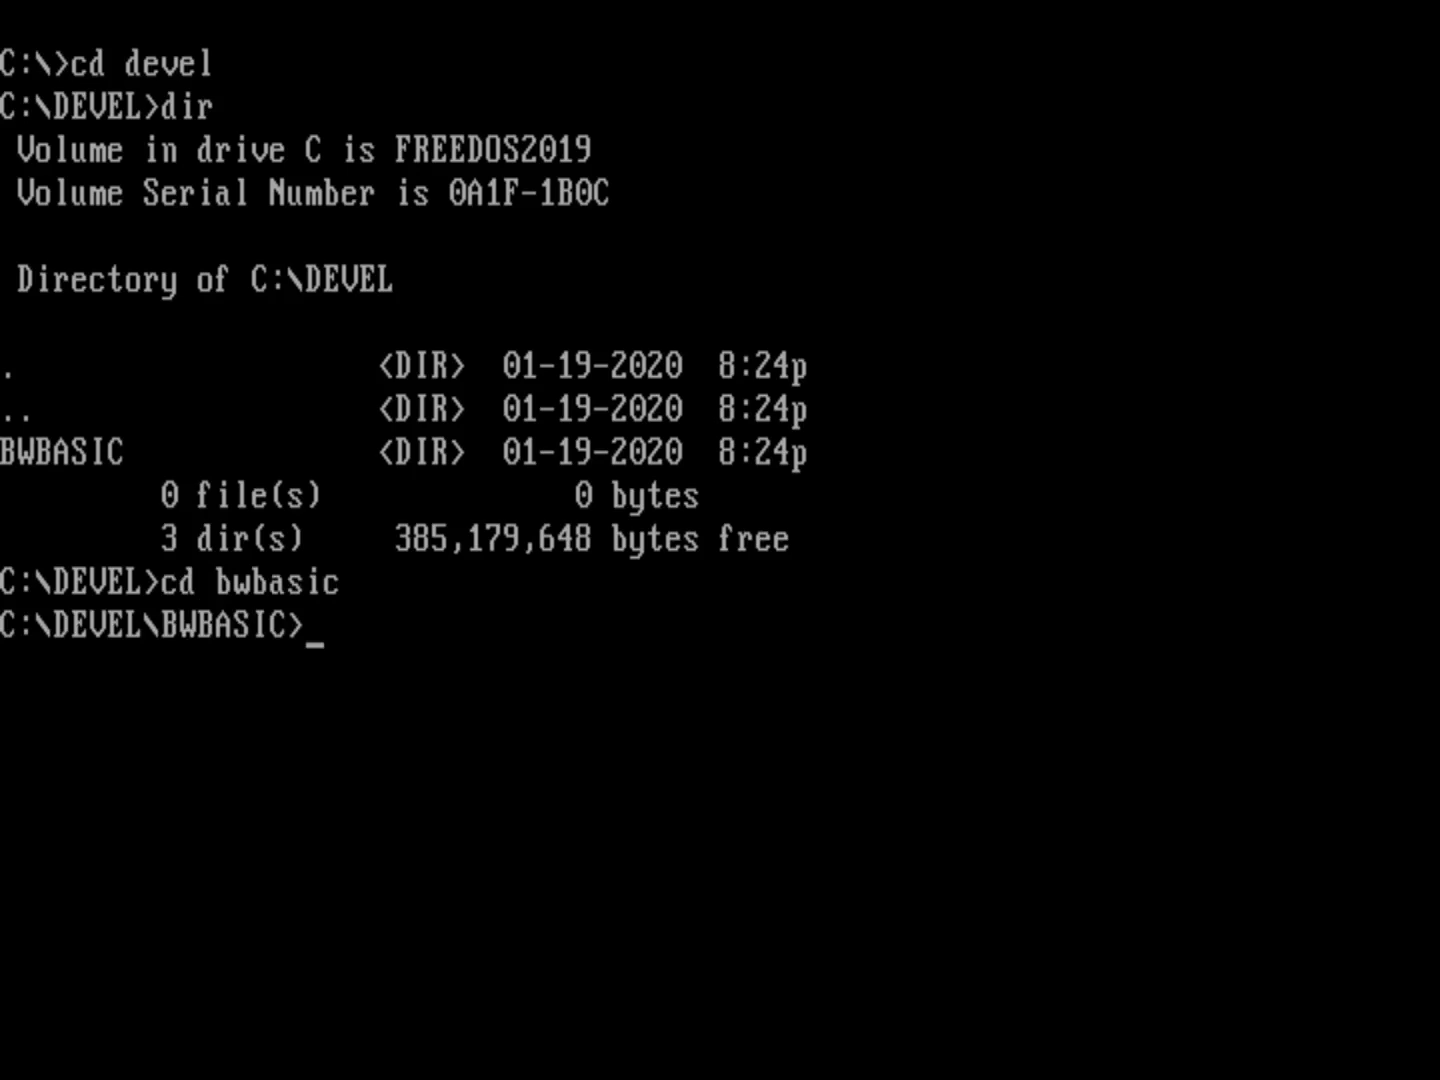 C:\>cd devel
C:\DEVEL>dir
 Volume in drive C is FREEDOS2019
 Volume Serial Number is 0A1F-1B0C

 Directory of C:\DEVEL

.                    <DIR>  01-19-2020  8:24p
..                   <DIR>  01-19-2020  8:24p
BWBASIC              <DIR>  01-19-2020  8:24p
         0 file(s)              0 bytes
         3 dir(s)     385,179,648 bytes free
C:\DEVEL>cd bwbasic
C:\DEVEL\BWBASIC>_